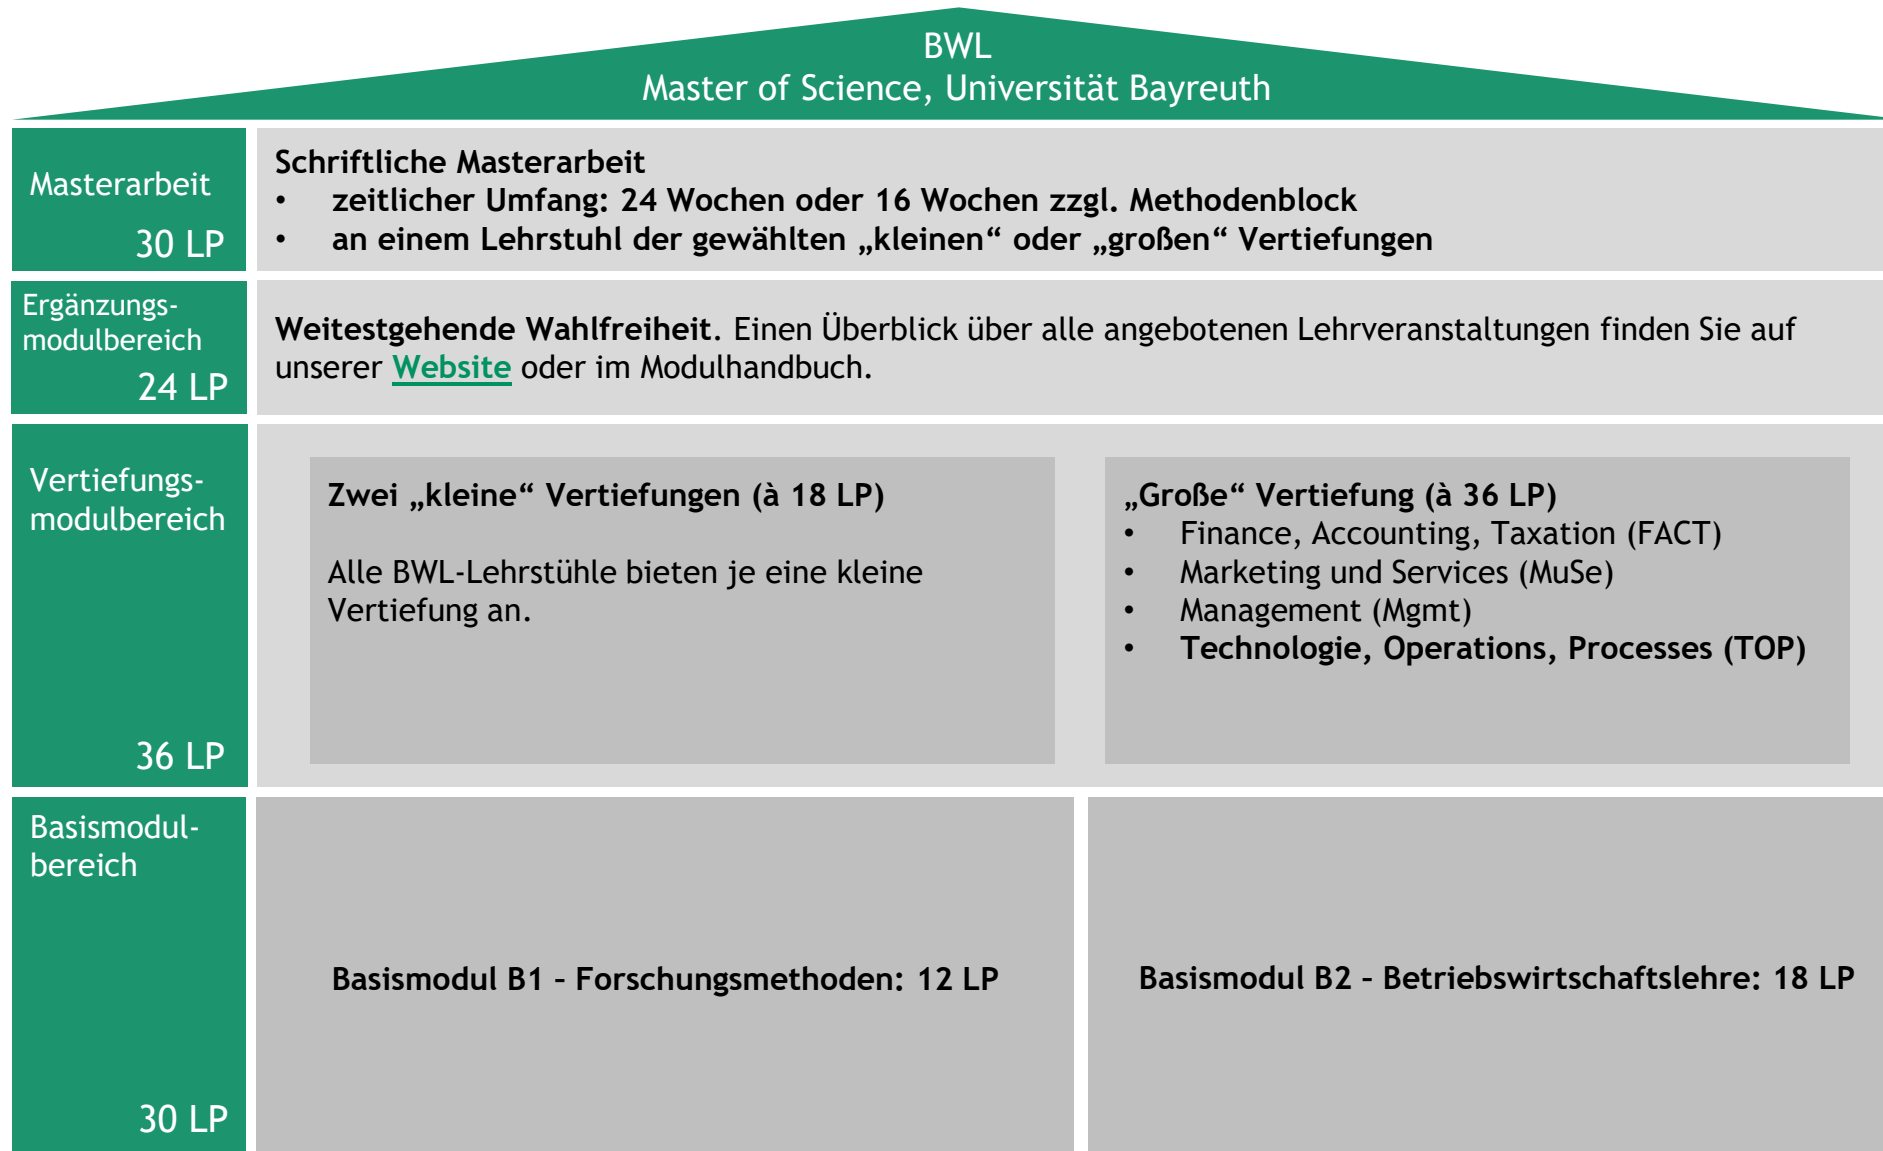 BWL
Master of Science, Universität Bayreuth
Masterarbeit
30 LP
Schriftliche Masterarbeit
• zeitlicher Umfang: 24 Wochen oder 16 Wochen zzgl. Methodenblock
• an einem Lehrstuhl der gewählten „kleinen“ oder „großen“ Vertiefungen
Ergänzungs-
modulbereich
24 LP
Weitestgehende Wahlfreiheit. Einen Überblick über alle angebotenen Lehrveranstaltungen finden Sie auf
unserer Website oder im Modulhandbuch.
Vertiefungs-
modulbereich
36 LP
Zwei „kleine“ Vertiefungen (à 18 LP)
Alle BWL-Lehrstühle bieten je eine kleine
Vertiefung an.
„Große“ Vertiefung (à 36 LP)
• Finance, Accounting, Taxation (FACT)
• Marketing und Services (MuSe)
• Management (Mgmt)
• Technologie, Operations, Processes (TOP)
Basismodul-
bereich
30 LP
Basismodul B1 – Forschungsmethoden: 12 LP
Basismodul B2 – Betriebswirtschaftslehre: 18 LP